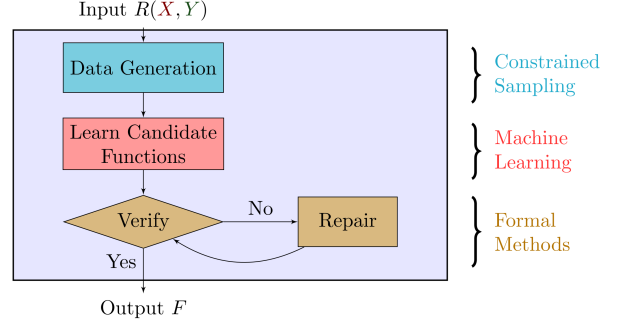 Input R(X, Y)
Data Generation
Constrained
Sampling
Learn Candidate
Functions
Machine
Learning
Verify
No
Repair
Formal
Methods
Yes
Output F